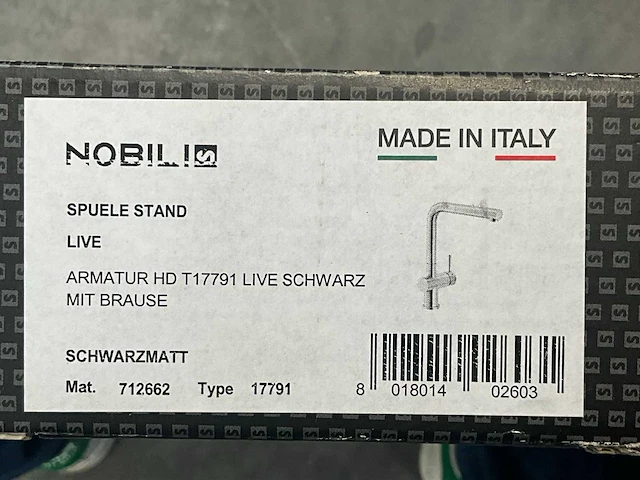 NOBILI S
MADE IN ITALY
SPUELE STAND
LIVE
ARMATUR HD T17791 LIVE SCHWARZ
MIT BRAUSE
SCHWARZMATT
Mat. 712662 Type 17791
8 018014 02603